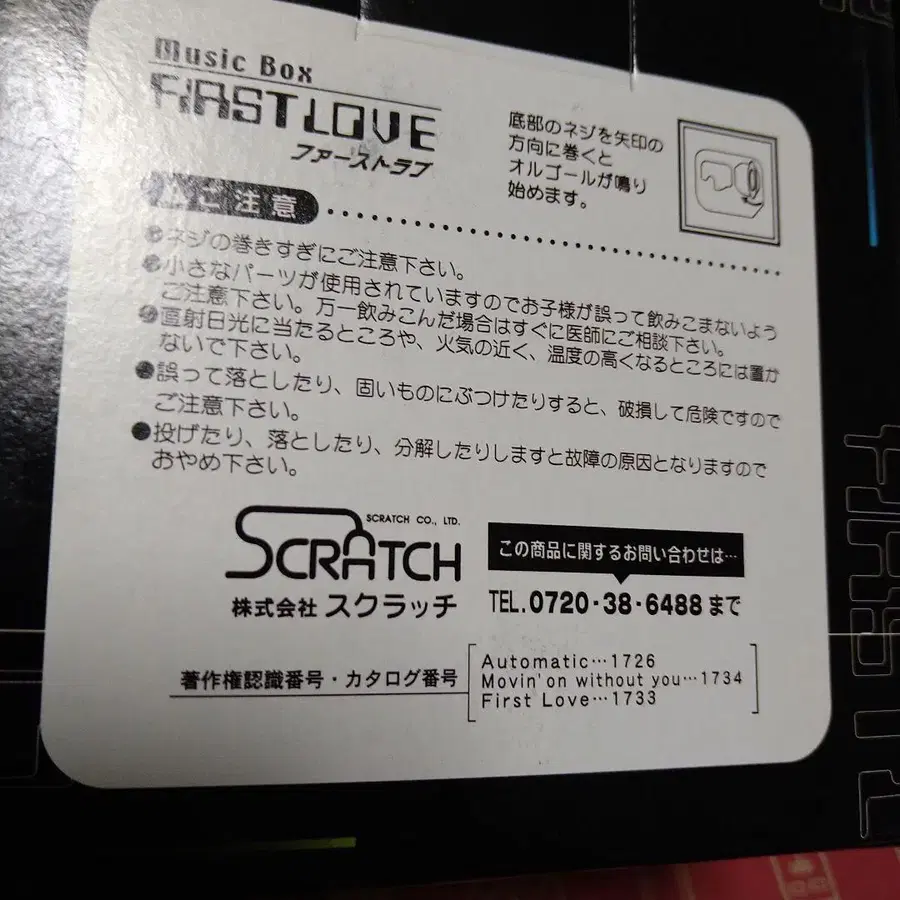 Music Box
FIRST LOVE
ファーストラブ
底部のネジを矢印の
方向に巻くと
オルゴールが鳴り
始めます。
ご注意
●ネジの巻きすぎにご注意下さい。
●小さなパーツが使用されていますのでお子様が誤って飲みこまないよう
ご注意下さい。万一飲みこんだ場合はすぐに医師にご相談下さい。
●直射日光に当たるところや、火気の近く、温度の高くなるところには置か
ないで下さい。
●誤って落としたり、固いものにぶつけたりすると、破損して危険ですので
ご注意下さい。
●投げたり、落としたり、分解したりしますと故障の原因となりますので
おやめ下さい。
SCRATCH CO., LTD.
SCRATCH
株式会社 スクラッチ
この商品に関するお問い合わせは…
TEL.0720・38・6488 まで
著作権認識番号・カタログ番号
Automatic…1726
Movin'on without you…1734
First Love…1733